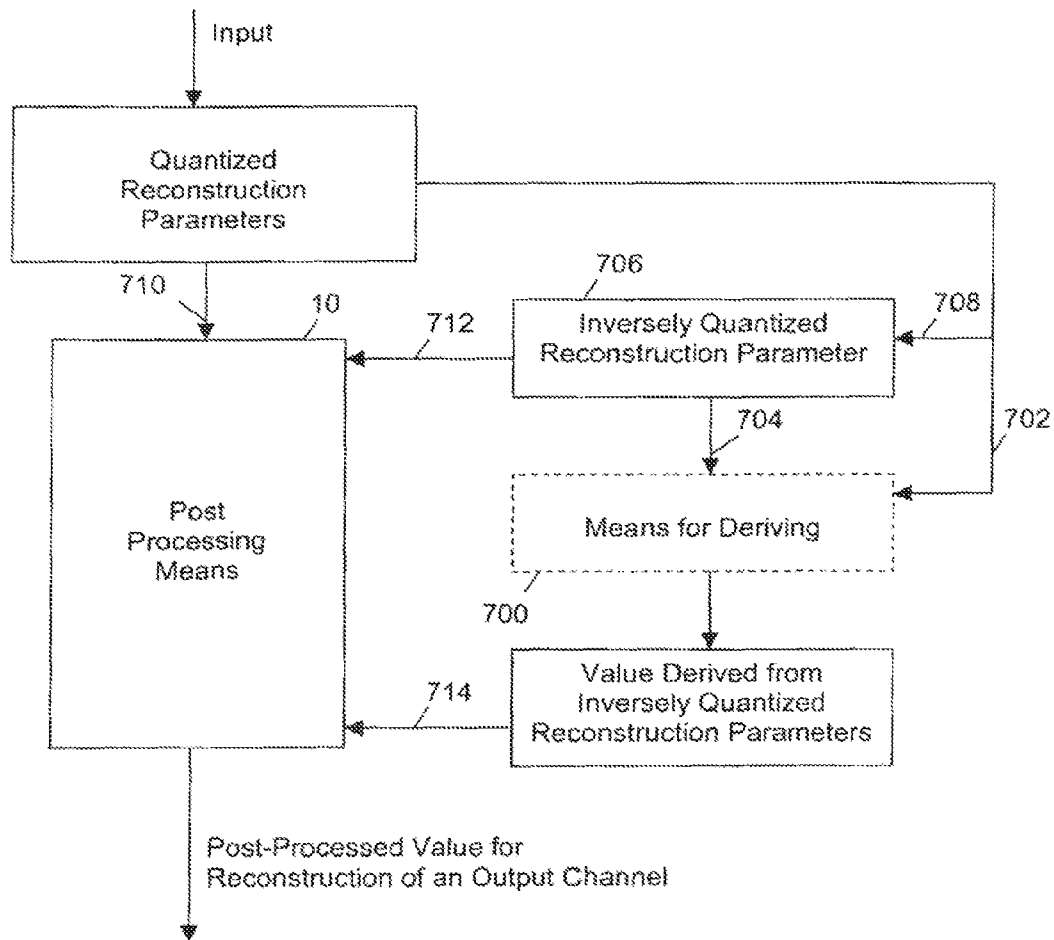 Input
Quantized
Reconstruction
Parameters
710
10
706
712
Inversely Quantized
Reconstruction Parameter
708
704
702
Post
Processing
Means
Means for Deriving
700
714
Value Derived from
Inversely Quantized
Reconstruction Parameters
Post-Processed Value for
Reconstruction of an Output Channel